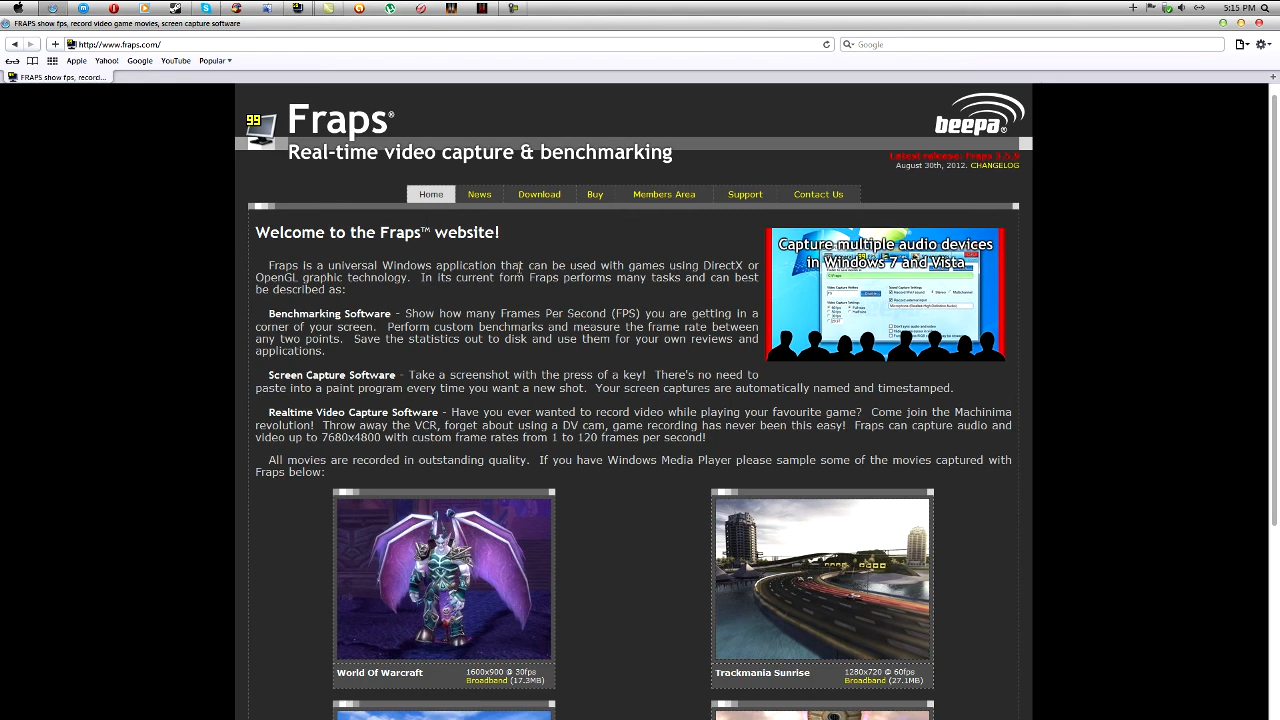 5:15 PM
FRAPS show fps, record video game movies, screen capture software
http://www.fraps.com/
Google
Apple Yahoo! Google YouTube Popular
FRAPS show fps, record...
99 Fraps®
Real-time video capture & benchmarking
beepa®
Latest release: Fraps 3.5.9
August 30th, 2012. CHANGELOG
Home News Download Buy Members Area Support Contact Us
Welcome to the Fraps™ website!
Capture multiple audio devices
in Windows 7 and Vista
Fraps is a universal Windows application that can be used with games using DirectX or
OpenGL graphic technology. In its current form Fraps performs many tasks and can best
be described as:
Benchmarking Software - Show how many Frames Per Second (FPS) you are getting in a
corner of your screen. Perform custom benchmarks and measure the frame rate between
any two points. Save the statistics out to disk and use them for your own reviews and
applications.
Screen Capture Software - Take a screenshot with the press of a key! There's no need to
paste into a paint program every time you want a new shot. Your screen captures are automatically named and timestamped.
Realtime Video Capture Software - Have you ever wanted to record video while playing your favourite game? Come join the Machinima
revolution! Throw away the VCR, forget about using a DV cam, game recording has never been this easy! Fraps can capture audio and
video up to 7680x4800 with custom frame rates from 1 to 120 frames per second!
All movies are recorded in outstanding quality. If you have Windows Media Player please sample some of the movies captured with
Fraps below:
World Of Warcraft 1600x900 @ 30fps
Broadband (17.3MB)
Trackmania Sunrise 1280x720 @ 60fps
Broadband (27.1MB)